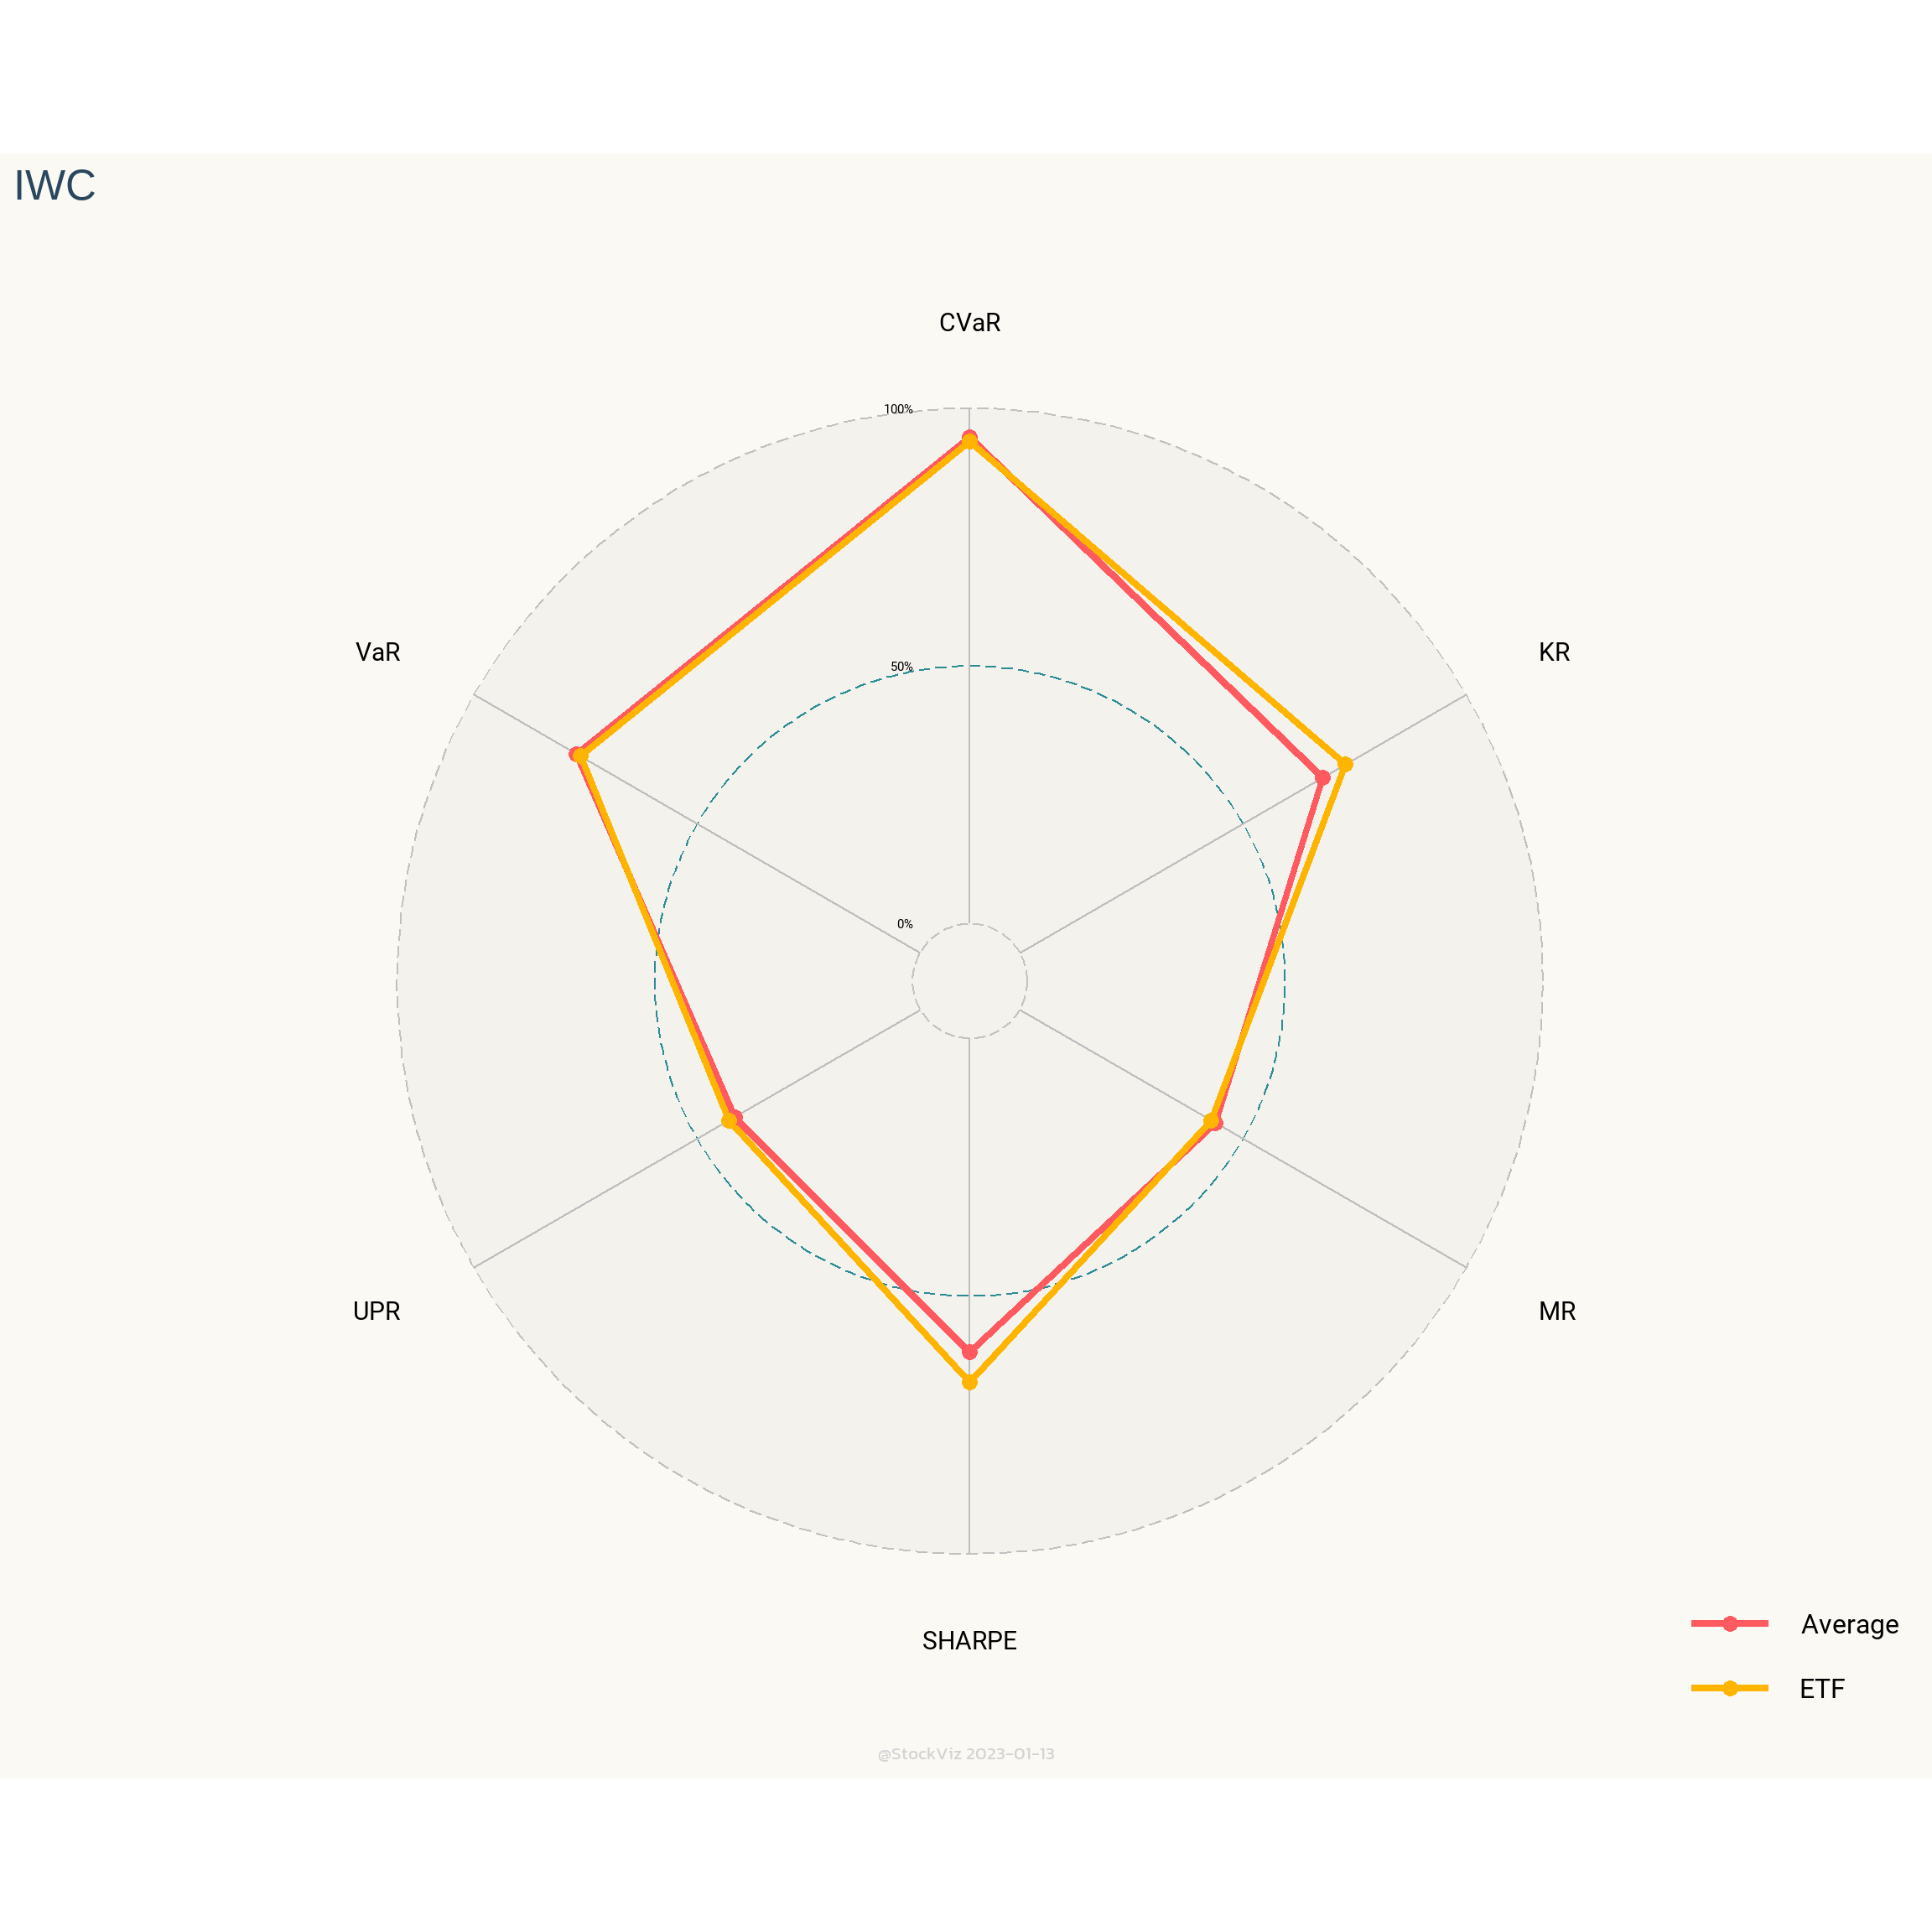 IWC
CVaR
100%
VaR
KR
50%
0%
UPR
MR
SHARPE
Average
ETF
@StockViz 2023-01-13